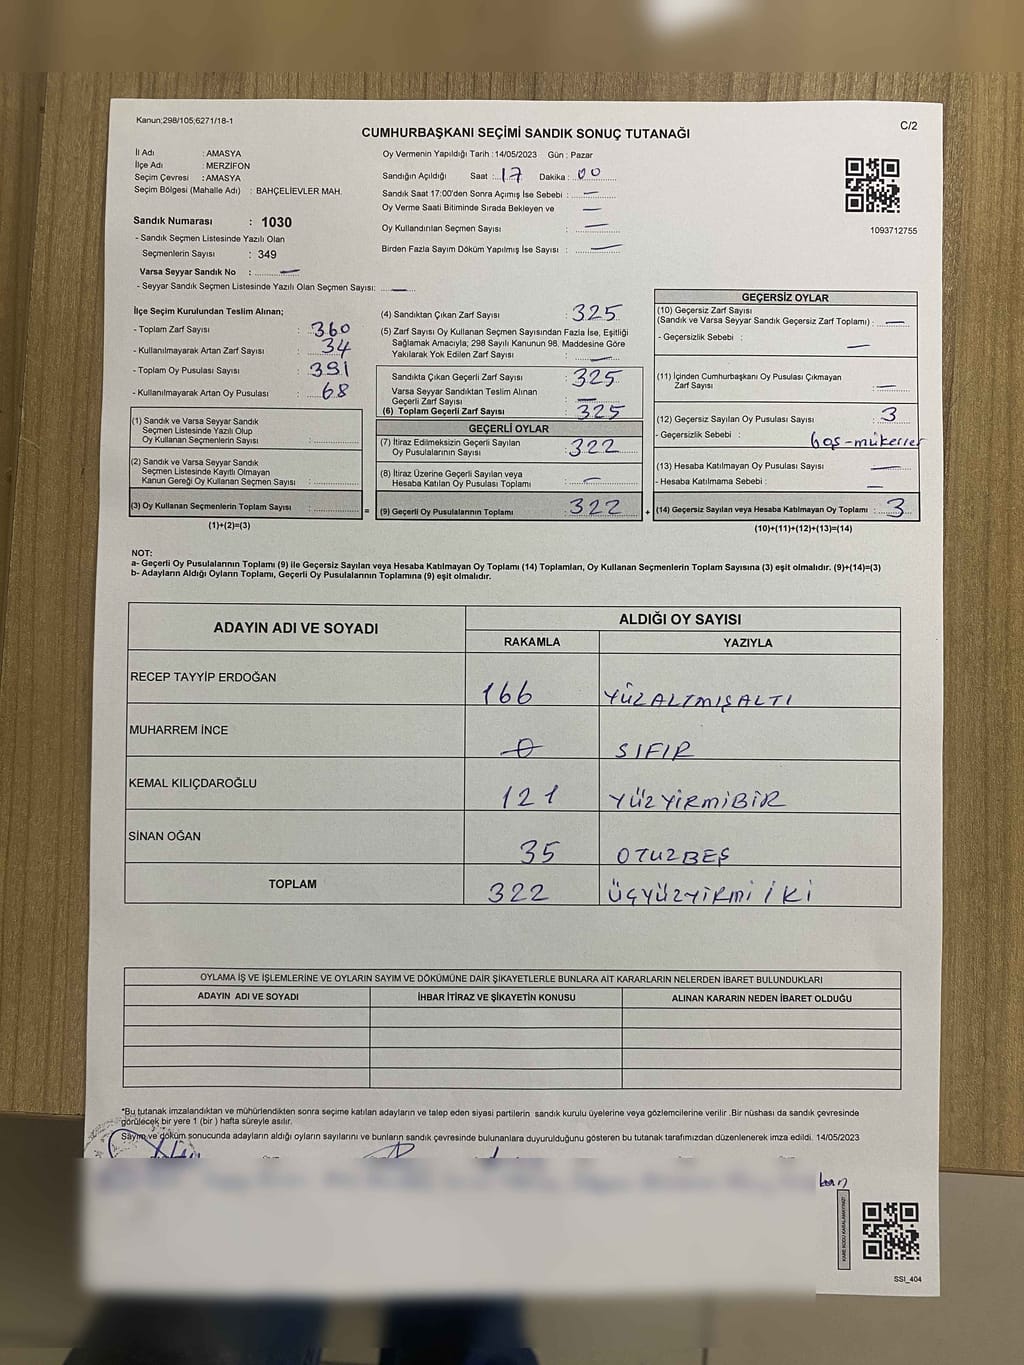 Kanun;298/105;6271/18-1
C/2
CUMHURBAŞKANI SEÇİMİ SANDIK SONUÇ TUTANAĞI
İl Adı : AMASYA
İlçe Adı : MERZİFON
Seçim Çevresi : AMASYA
Seçim Bölgesi (Mahalle Adı) : BAHÇELİEVLER MAH.
Sandık Numarası : 1030
- Sandık Seçmen Listesinde Yazılı Olan
Seçmenlerin Sayısı : 349
Varsa Seyyar Sandık No : —
- Seyyar Sandık Seçmen Listesinde Yazılı Olan Seçmen Sayısı: —
Oy Vermenin Yapıldığı Tarih : 14/05/2023 Gün : Pazar
Sandığın Açıldığı Saat : 17 Dakika : 00
Sandık Saat 17:00'den Sonra Açımış İse Sebebi : —
Oy Verme Saati Bitiminde Sırada Bekleyen ve —
Oy Kullandırılan Seçmen Sayısı : —
Birden Fazla Sayım Döküm Yapılmış İse Sayısı : —
1093712755
İlçe Seçim Kurulundan Teslim Alınan;
- Toplam Zarf Sayısı : 360
- Kullanılmayarak Artan Zarf Sayısı : 34
- Toplam Oy Pusulası Sayısı : 391
- Kullanılmayarak Artan Oy Pusulası : 68
(1) Sandık ve Varsa Seyyar Sandık
Seçmen Listesinde Yazılı Olup
Oy Kullanan Seçmenlerin Sayısı :
(2) Sandık ve Varsa Seyyar Sandık
Seçmen Listesinde Kayıtlı Olmayan
Kanun Gereği Oy Kullanan Seçmen Sayısı :
(3) Oy Kullanan Seçmenlerin Toplam Sayısı : =
(1)+(2)=(3)
(4) Sandıktan Çıkan Zarf Sayısı : 325
(5) Zarf Sayısı Oy Kullanan Seçmen Sayısından Fazla İse, Eşitliği
Sağlamak Amacıyla; 298 Sayılı Kanunun 98. Maddesine Göre
Yakılarak Yok Edilen Zarf Sayısı : —
Sandıkta Çıkan Geçerli Zarf Sayısı : 325
Varsa Seyyar Sandıktan Teslim Alınan
Geçerli Zarf Sayısı : —
(6) Toplam Geçerli Zarf Sayısı : 325
GEÇERLİ OYLAR
(7) İtiraz Edilmeksizin Geçerli Sayılan
Oy Pusulalarının Sayısı : 322
(8) İtiraz Üzerine Geçerli Sayılan veya
Hesaba Katılan Oy Pusulası Toplamı : —
(9) Geçerli Oy Pusulalarının Toplamı : 322 +
GEÇERSİZ OYLAR
(10) Geçersiz Zarf Sayısı
(Sandık ve Varsa Seyyar Sandık Geçersiz Zarf Toplamı) : —
- Geçersizlik Sebebi : —
(11) İçinden Cumhurbaşkanı Oy Pusulası Çıkmayan
Zarf Sayısı : —
(12) Geçersiz Sayılan Oy Pusulası Sayısı : 3
- Geçersizlik Sebebi : boş-mükerrer
(13) Hesaba Katılmayan Oy Pusulası Sayısı : —
- Hesaba Katılmama Sebebi : —
(14) Geçersiz Sayılan veya Hesaba Katılmayan Oy Toplamı : 3
(10)+(11)+(12)+(13)=(14)
NOT:
a- Geçerli Oy Pusulalarının Toplamı (9) ile Geçersiz Sayılan veya Hesaba Katılmayan Oy Toplamı (14) Toplamları, Oy Kullanan Seçmenlerin Toplam Sayısına (3) eşit olmalıdır. (9)+(14)=(3)
b- Adayların Aldığı Oyların Toplamı, Geçerli Oy Pusulalarının Toplamına (9) eşit olmalıdır.
ADAYIN ADI VE SOYADI ALDIĞI OY SAYISI
RAKAMLA YAZIYLA
RECEP TAYYİP ERDOĞAN 166 YÜZALTMIŞALTI
MUHARREM İNCE 0 SIFIR
KEMAL KILIÇDAROĞLU 121 YÜZYİRMİBİR
SİNAN OĞAN 35 OTUZBEŞ
TOPLAM 322 ÜÇYÜZYİRMİ İKİ
OYLAMA İŞ VE İŞLEMLERİNE VE OYLARIN SAYIM VE DÖKÜMÜNE DAİR ŞİKAYETLERLE BUNLARA AİT KARARLARIN NELERDEN İBARET BULUNDUKLARI
ADAYIN ADI VE SOYADI İHBAR İTİRAZ VE ŞİKAYETİN KONUSU ALINAN KARARIN NEDEN İBARET OLDUĞU
*Bu tutanak imzalandıktan ve mühürlendikten sonra seçime katılan adayların ve talep eden siyasi partilerin sandık kurulu üyelerine veya gözlemcilerine verilir .Bir nüshası da sandık çevresinde
görülecek bir yere 1 (bir ) hafta süreyle asılır.
Sayım ve döküm sonucunda adayların aldığı oyların sayılarını ve bunların sandık çevresinde bulunanlara duyurulduğunu gösteren bu tutanak tarafımızdan düzenlenerek imza edildi. 14/05/2023
KARE KODU KARALAMAYINIZ!
SSI_404